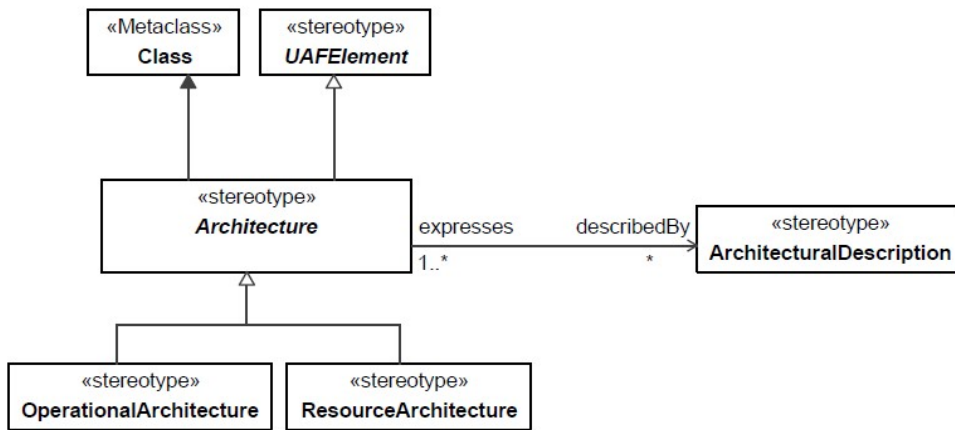 «Metaclass»
Class
«stereotype»
UAFElement
«stereotype»
Architecture
expresses
describedBy
1..*
*
«stereotype»
ArchitecturalDescription
«stereotype»
OperationalArchitecture
«stereotype»
ResourceArchitecture